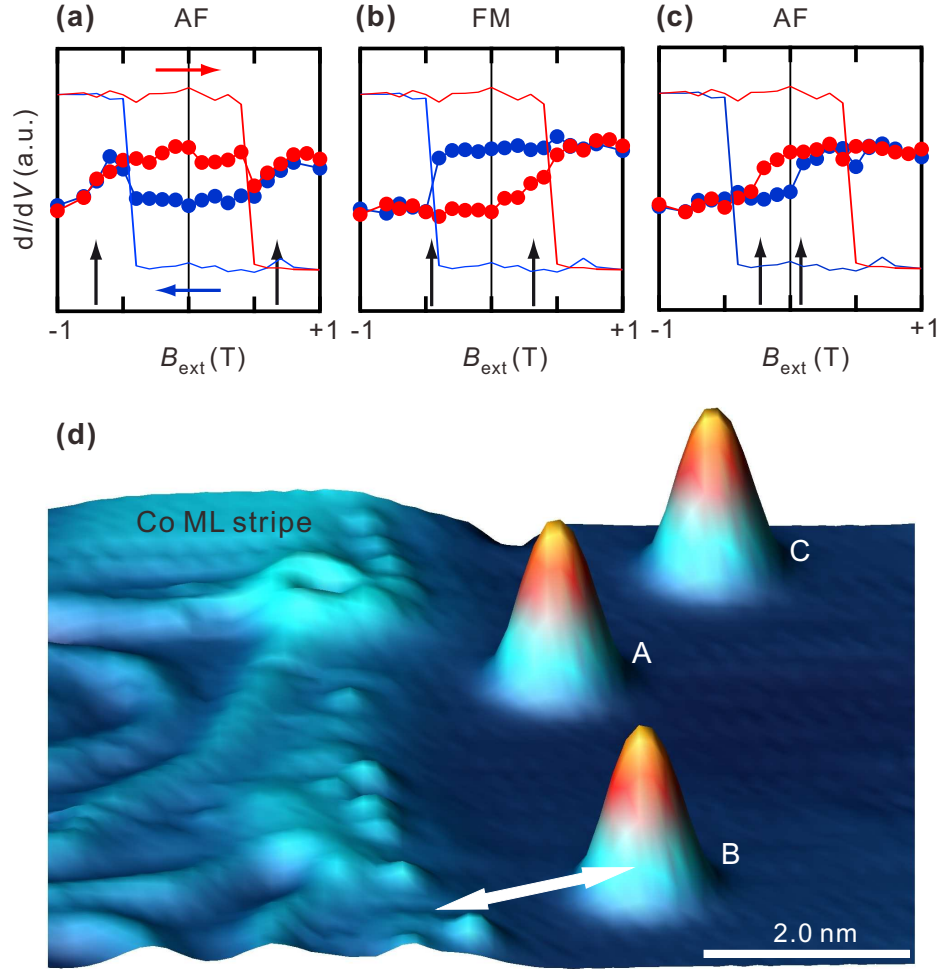 (a) AF
(b) FM
(c) AF
dI/dV (a.u.)
-1 +1
-1 +1
-1 +1
Bext (T)
Bext (T)
Bext (T)
(d)
Co ML stripe
C
A
B
2.0 nm